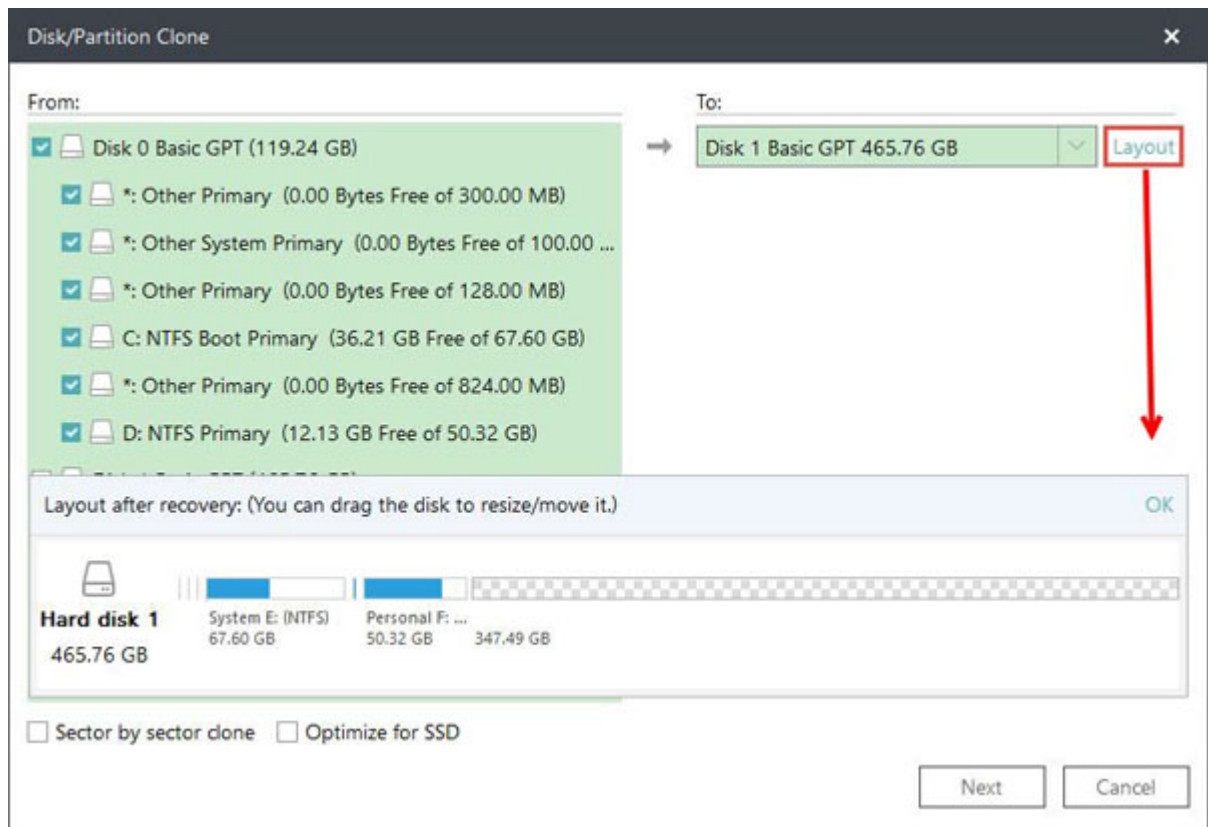 Disk/Partition Clone
From:
To:
Disk 0 Basic GPT (119.24 GB)
Disk 1 Basic GPT 465.76 GB
Layout
*: Other Primary (0.00 Bytes Free of 300.00 MB)
*: Other System Primary (0.00 Bytes Free of 100.00 ...
*: Other Primary (0.00 Bytes Free of 128.00 MB)
C: NTFS Boot Primary (36.21 GB Free of 67.60 GB)
*: Other Primary (0.00 Bytes Free of 824.00 MB)
D: NTFS Primary (12.13 GB Free of 50.32 GB)
Layout after recovery: (You can drag the disk to resize/move it.)
OK
Hard disk 1
465.76 GB
System E: (NTFS)
67.60 GB
Personal F: ...
50.32 GB
347.49 GB
Sector by sector clone
Optimize for SSD
Next
Cancel